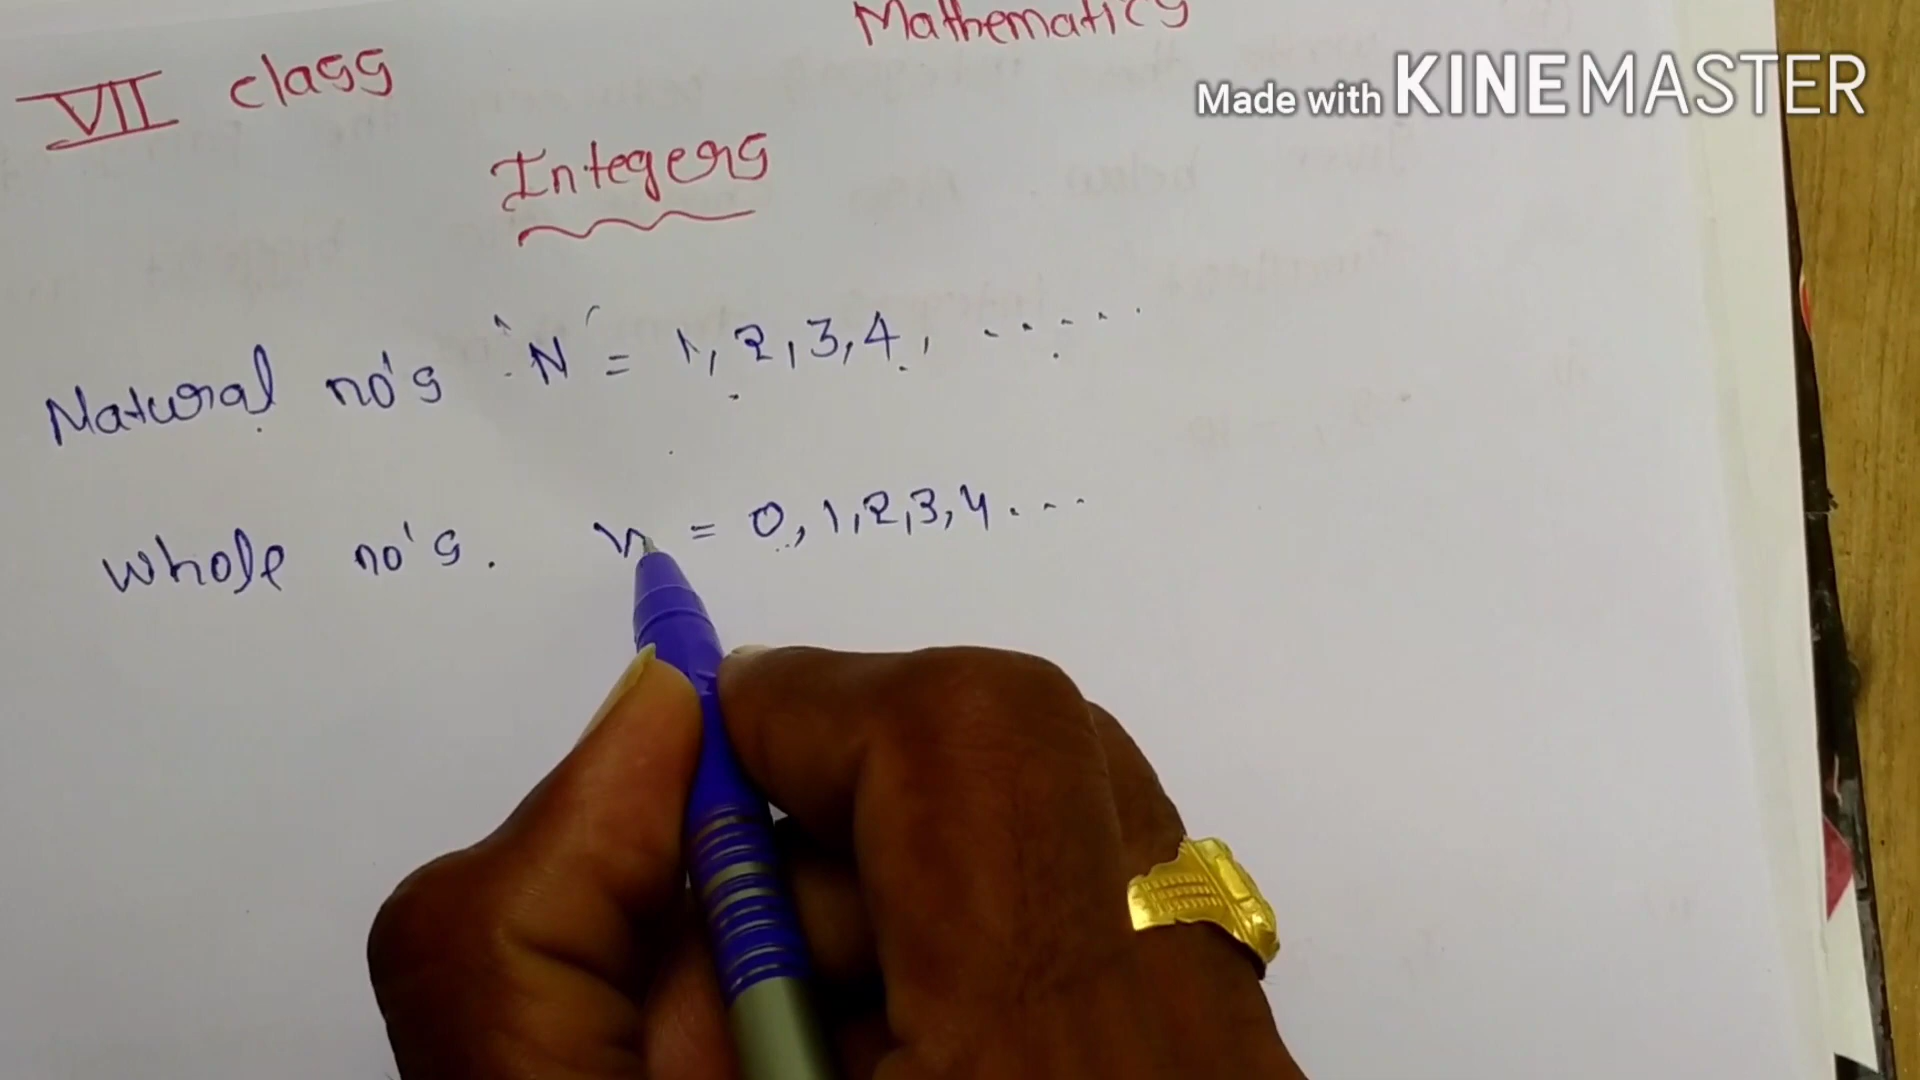 Mathematics
Made with KINEMASTER
VII class
Integers
Natural no's 'N' = 1, 2, 3, 4, ......
Whole no's. W = 0, 1, 2, 3, 4 ...